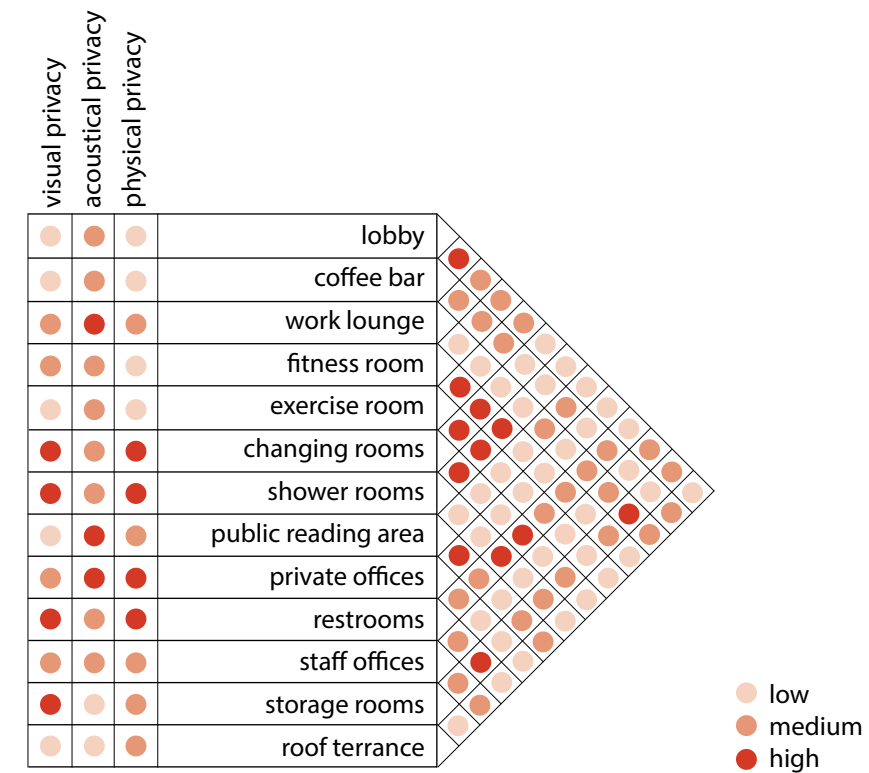 visual privacy
acoustical privacy
physical privacy
lobby
coffee bar
work lounge
fitness room
exercise room
changing rooms
shower rooms
public reading area
private offices
restrooms
staff offices
storage rooms
roof terrance
low
medium
high